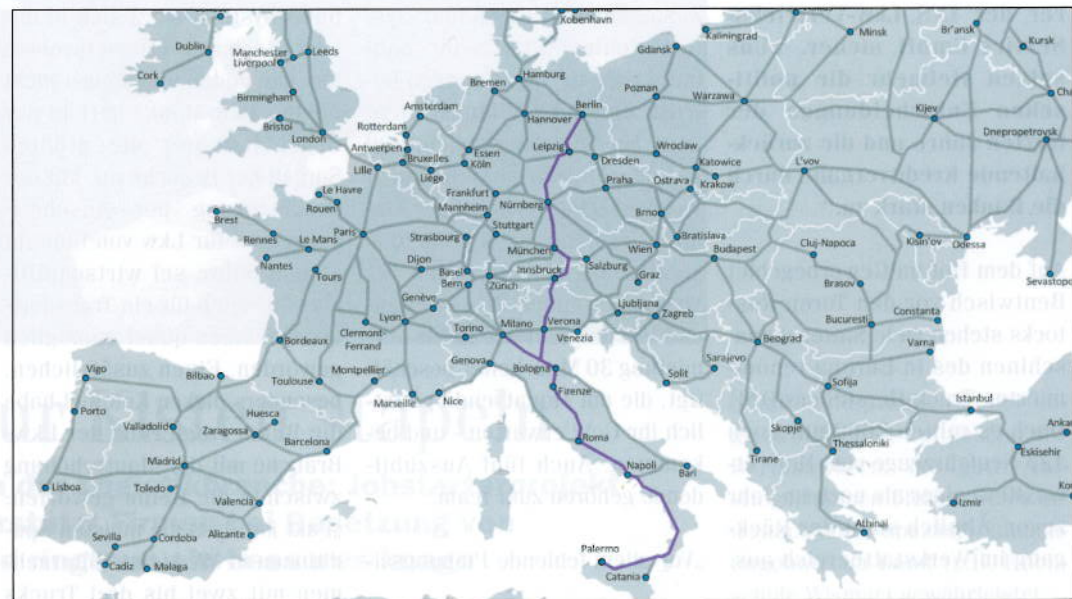 København
Kaliningrad
Minsk
Br'ansk
Kursk
Dublin
Manchester
Leeds
Liverpool
Cork
Gdansk
Hamburg
Bremen
Birmingham
Amsterdam
Berlin
Poznan
Warzawa
Hannover
Kijev
Bristol
London
Rotterdam
Antwerpen
Essen
Köln
Leipzig
Dresden
Wroclaw
Katowice
L'vov
Dnepropetrovsk
Lille
Bruxelles
Liege
Frankfurt
Praha
Ostrava
Krakow
Le Havre
Rouen
Mannheim
Nürnberg
Brno
Brest
Rennes
Le Mans
Paris
Strasbourg
Stuttgart
Wien
Bratislava
Budapest
Cluj-Napoca
Kisin'ov
Odessa
Nantes
Tours
Dijon
Basel
Bern
Zürich
München
Innsbruck
Salzburg
Graz
Sevastopo
Brasov
Genève
Ljubljana
Zagreb
Bucuresti
Constanta
Clermont-
Ferrand
Lyon
Torino
Milano
Verona
Venezia
Beograd
Varna
Bordeaux
Genova
Bologna
Firenze
Sarajevo
Split
Vigo
Bilbao
Toulouse
Montpellier
Marseille
Nice
Sofija
Istanbul
Porto
Valladolid
Huesca
Zaragossa
Barcelona
Roma
Skopje
Tirane
Thessaloniki
Eskisehir
Napoli
Bari
Lisboa
Madrid
Toledo
Valencia
Izmir
Athinai
Sevilla
Cordoba
Alicante
Cadiz
Malaga
Palermo
Catania